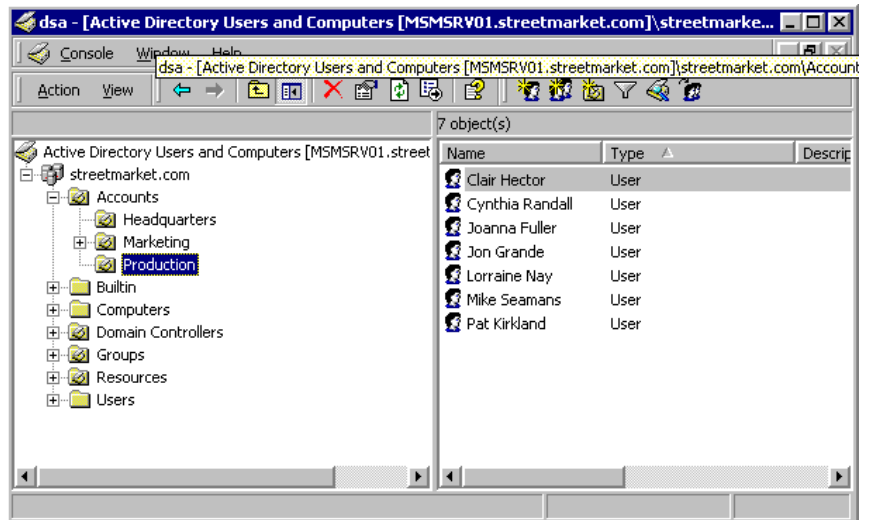 dsa - [Active Directory Users and Computers [MSMSRV01.streetmarket.com]\streetmarke...
Console Window Help
dsa - [Active Directory Users and Computers [MSMSRV01.streetmarket.com]\streetmarket.com\Account
Action View
7 object(s)
Active Directory Users and Computers [MSMSRV01.street
streetmarket.com
Accounts
Headquarters
Marketing
Production
Builtin
Computers
Domain Controllers
Groups
Resources
Users
Name Type Descrip
Clair Hector User
Cynthia Randall User
Joanna Fuller User
Jon Grande User
Lorraine Nay User
Mike Seamans User
Pat Kirkland User